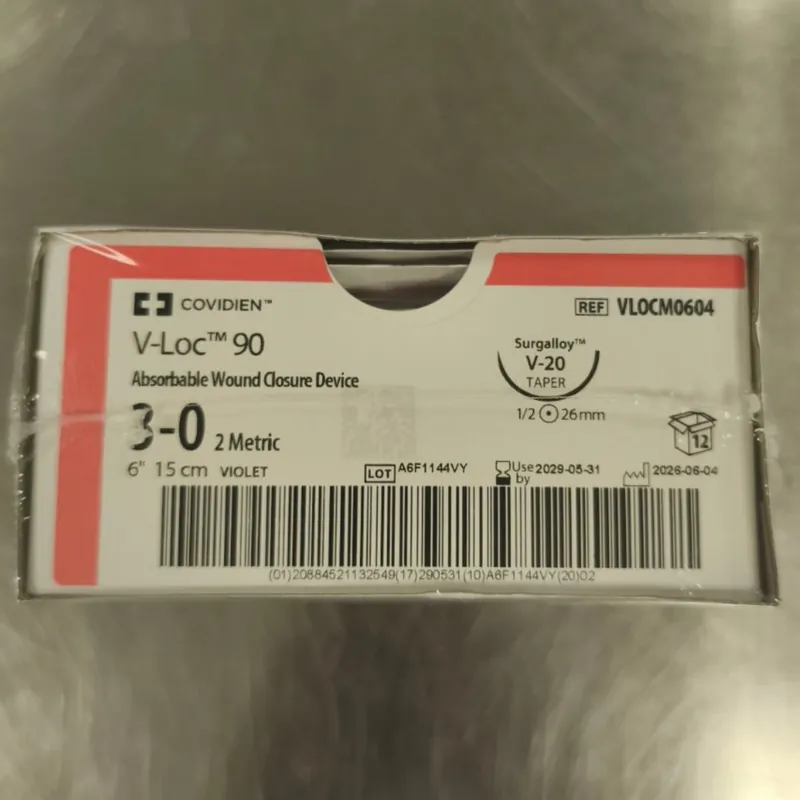 COVIDIEN™
REF VLOCM0604
V-Loc™ 90
Absorbable Wound Closure Device
Surgalloy™
V-20
TAPER
1/2 26mm
3-0 2 Metric
12
6" 15 cm VIOLET
LOT A6F1144VY
Use by 2029-05-31
2026-06-04
(01)20884521132549(17)290531(10)A6F1144VY(20)02